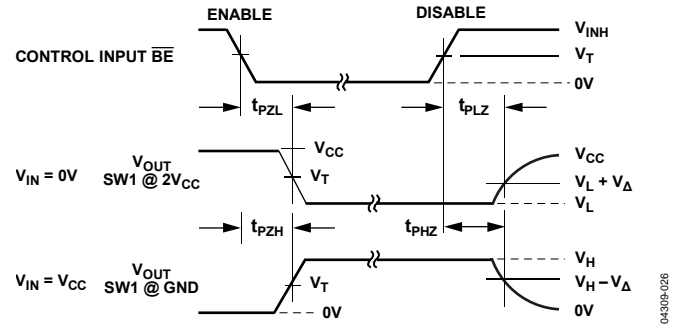 ENABLE DISABLE
CONTROL INPUT BE
V_INH
V_T
0V
t_PZL t_PLZ
V_IN = 0V
V_OUT
SW1 @ 2V_CC
V_CC
V_T
V_CC
V_L + V_Δ
V_L
t_PZH t_PHZ
V_IN = V_CC
V_OUT
SW1 @ GND
V_T
0V
V_H
V_H – V_Δ
0V
04309-026